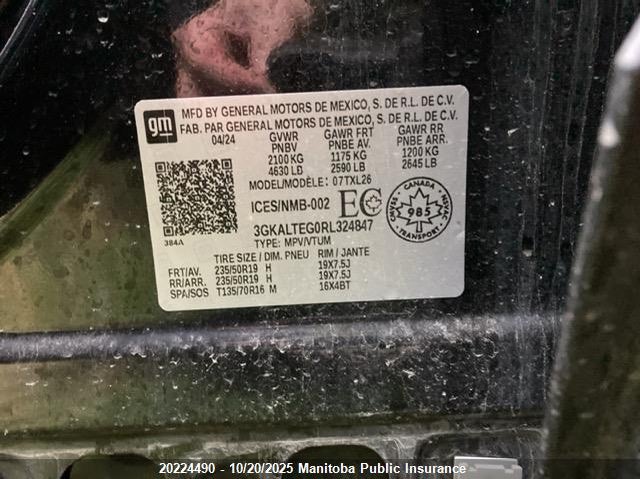 MFD BY GENERAL MOTORS DE MEXICO, S. DE R.L. DE C.V.
FAB. PAR GENERAL MOTORS DE MEXICO, S. DE R.L. DE C.V.
gm
04/24 GVWR GAWR FRT GAWR RR
PNBV PNBE AV. PNBE ARR.
2100 KG 1175 KG 1200 KG
4630 LB 2590 LB 2645 LB
MODEL/MODÈLE: 07TXL26
ICES/NMB-002 EC
CANADA
985
TRANSPORT
3GKALTEG0RL324847
384A
TYPE: MPV/VTUM
TIRE SIZE / DIM. PNEU RIM / JANTE
FRT/AV. 235/50R19 H 19X7.5J
RR/ARR. 235/50R19 H 19X7.5J
SPA/SOS T135/70R16 M 16X4BT
20224490 - 10/20/2025 Manitoba Public Insurance